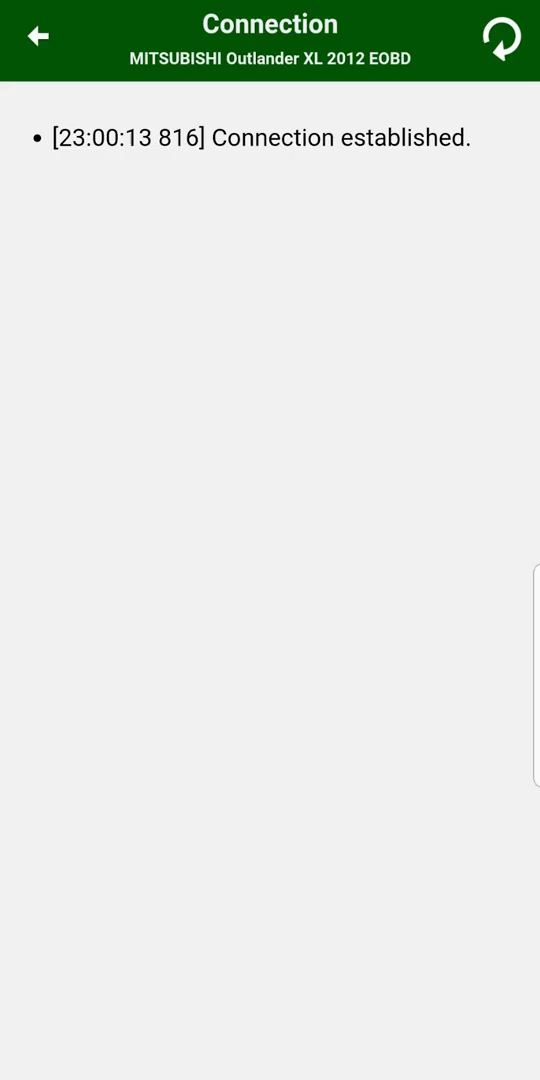 Connection
MITSUBISHI Outlander XL 2012 EOBD
• [23:00:13 816] Connection established.